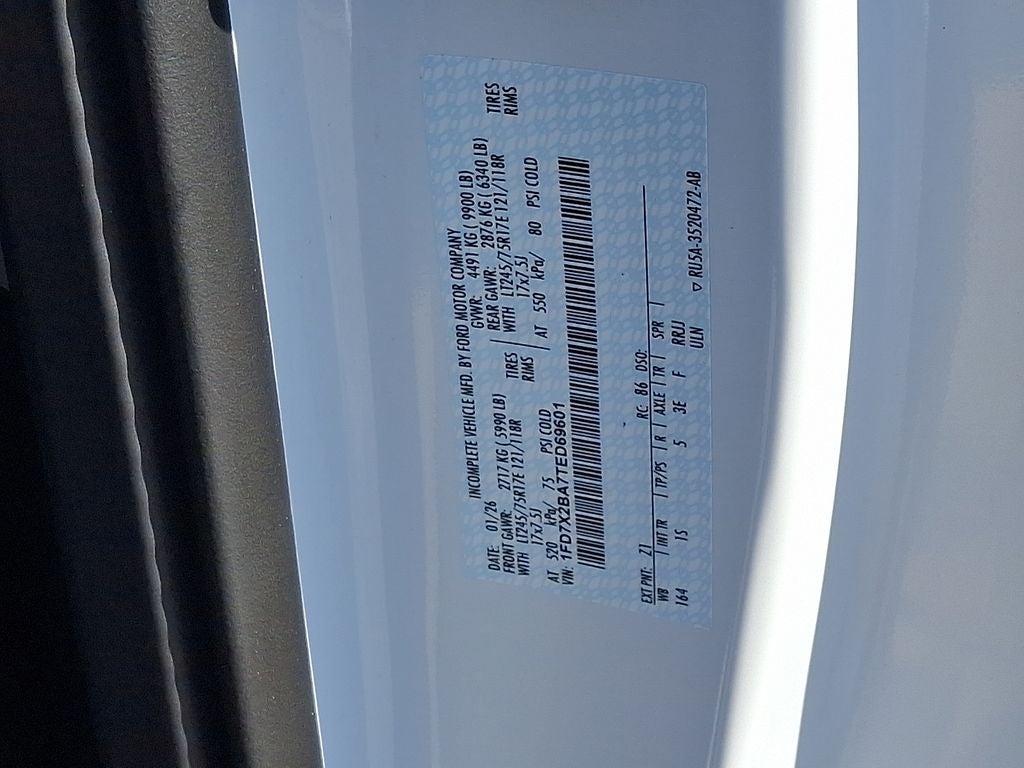 INCOMPLETE VEHICLE MFD. BY FORD MOTOR COMPANY
DATE: 01/26 GVWR: 4491 KG ( 9900 LB)
FRONT GAWR: 2717 KG ( 5990 LB) REAR GAWR: 2876 KG ( 6340 LB)
WITH LT245/75R17E 121/118R TIRES WITH LT245/75R17E 121/118R TIRES
17x7.5J RIMS 17x7.5J RIMS
AT 520 kPa/ 75 PSI COLD AT 550 kPa/ 80 PSI COLD
VIN: 1FD7X2BA7TED69601
EXT PNT: Z1 RC: 86 DSO:
WB INT TR TP/PS R AXLE TR SPR
164 1S 5 3E F RRJJ
ULN ▽ RU5A-3520472-AB